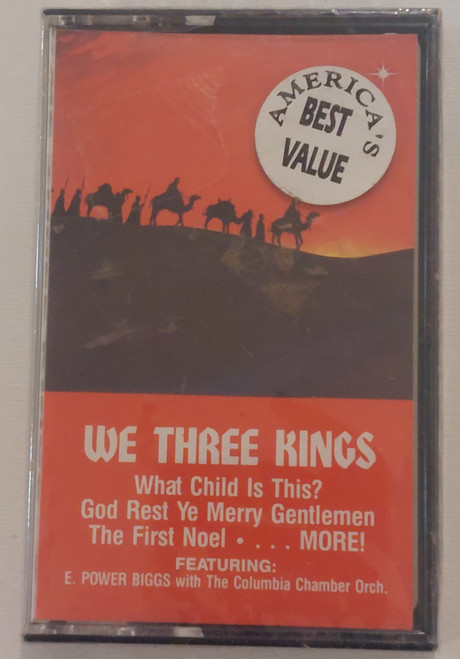 AMERICA'S
BEST
VALUE
WE THREE KINGS
What Child Is This?
God Rest Ye Merry Gentlemen
The First Noel • . . . MORE!
FEATURING:
E. POWER BIGGS with The Columbia Chamber Orch.